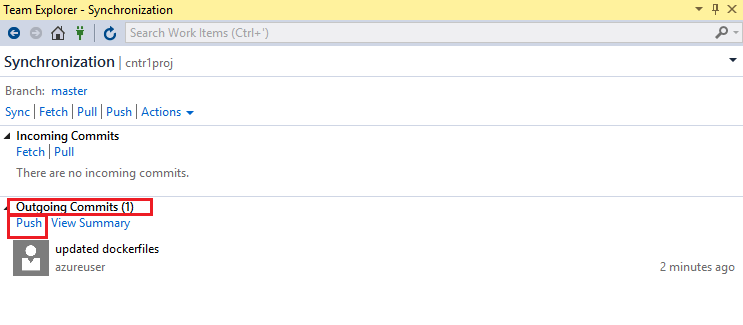 Team Explorer - Synchronization
Search Work Items (Ctrl+')
Synchronization | cntr1proj
Branch: master
Sync | Fetch | Pull | Push | Actions
Incoming Commits
Fetch | Pull
There are no incoming commits.
Outgoing Commits (1)
Push View Summary
updated dockerfiles
azureuser 2 minutes ago